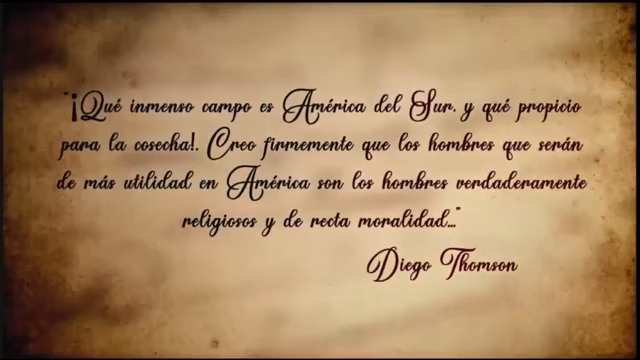 "¡Qué inmenso campo es América del Sur. y qué propicio
para la cosecha!. Creo firmemente que los hombres que serán
de más utilidad en América son los hombres verdaderamente
religiosos y de recta moralidad..."
Diego Thomson